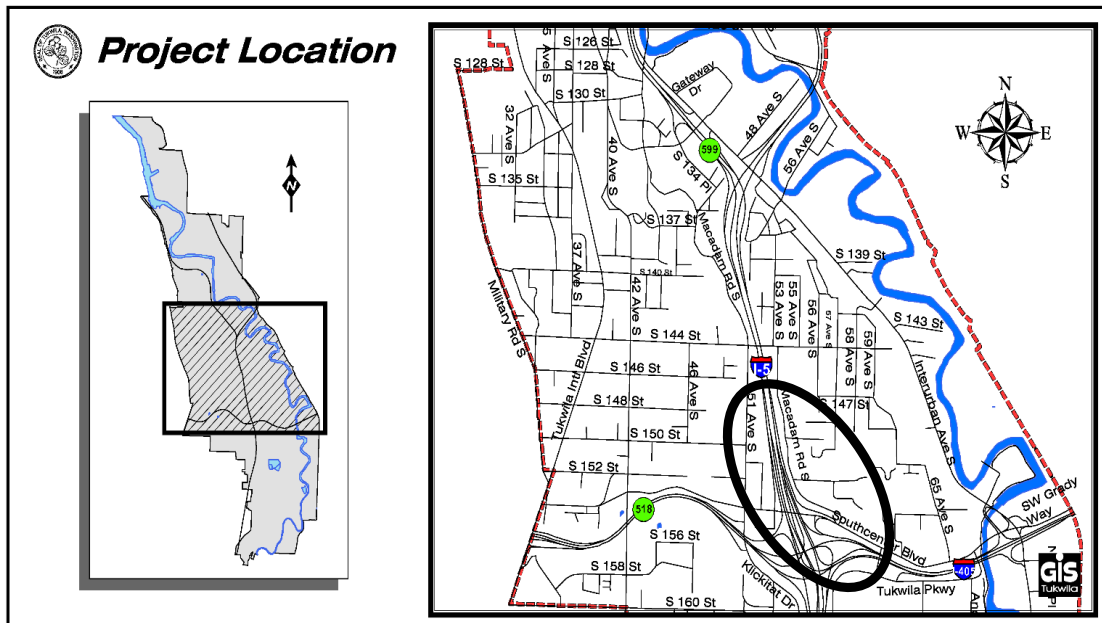 Project Location
SEAL OF TUKWILA, WASHINGTON
1908
N
N
W E
S
S 126 St
S 128 St
S 128 St
Gateway
Dr
S 130 St
48 Ave S
32 Ave S
40 Ave S
56 Ave S
599
S 134 Pl
S 135 St
S 137 St
Macadam Rd S
37 Ave S
S 139 St
S 140 St
Military Rd S
42 Ave S
53 Ave S
55 Ave S
56 Ave S
57 Ave S
58 Ave S
59 Ave S
S 143 St
S 144 St
Tukwila Intl Blvd
Interurban Ave S
I-5
S 146 St
46 Ave S
S 147 St
S 148 St
51 Ave S
Macadam Rd S
S 150 St
S 152 St
65 Ave S
SW Grady
Way
518
Southcenter Blvd
S 156 St
S 158 St
Klickitat Dr
I-405
Tukwila Pkwy
S 160 St
GIS
Tukwila